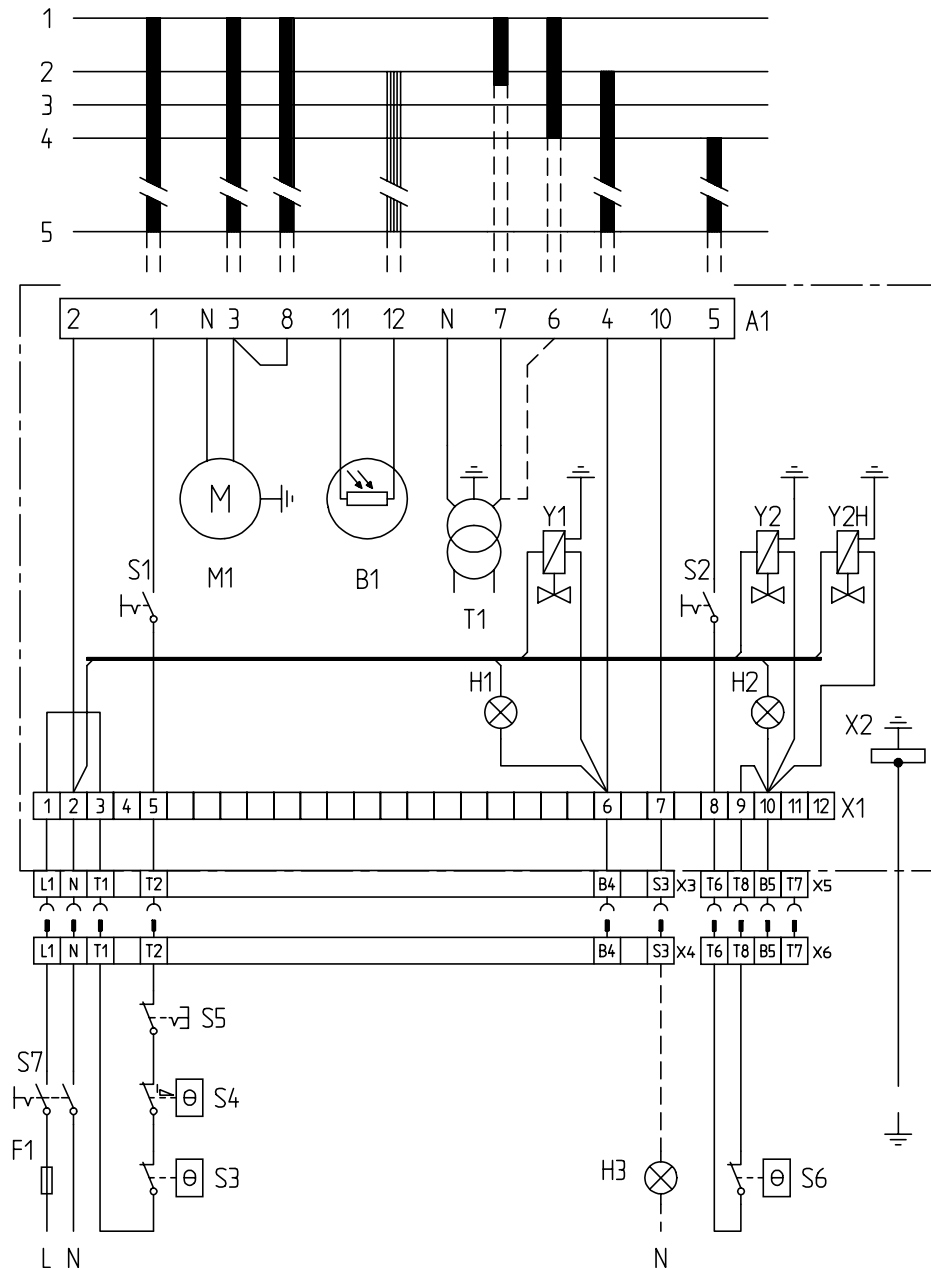 1
2
3
4
5
2 1 N 3 8 11 12 N 7 6 4 10 5 A1
M
Y1 Y2 Y2H
S1 M1 B1 T1 S2
H1 H2
X2
1 2 3 4 5 6 7 8 9 10 11 12 X1
L1 N T1 T2 B4 S3 X3 T6 T8 B5 T7 X5
L1 N T1 T2 B4 S3 X4 T6 T8 B5 T7 X6
S5
S7
θ S4
F1
θ S3 H3 θ S6
L N N